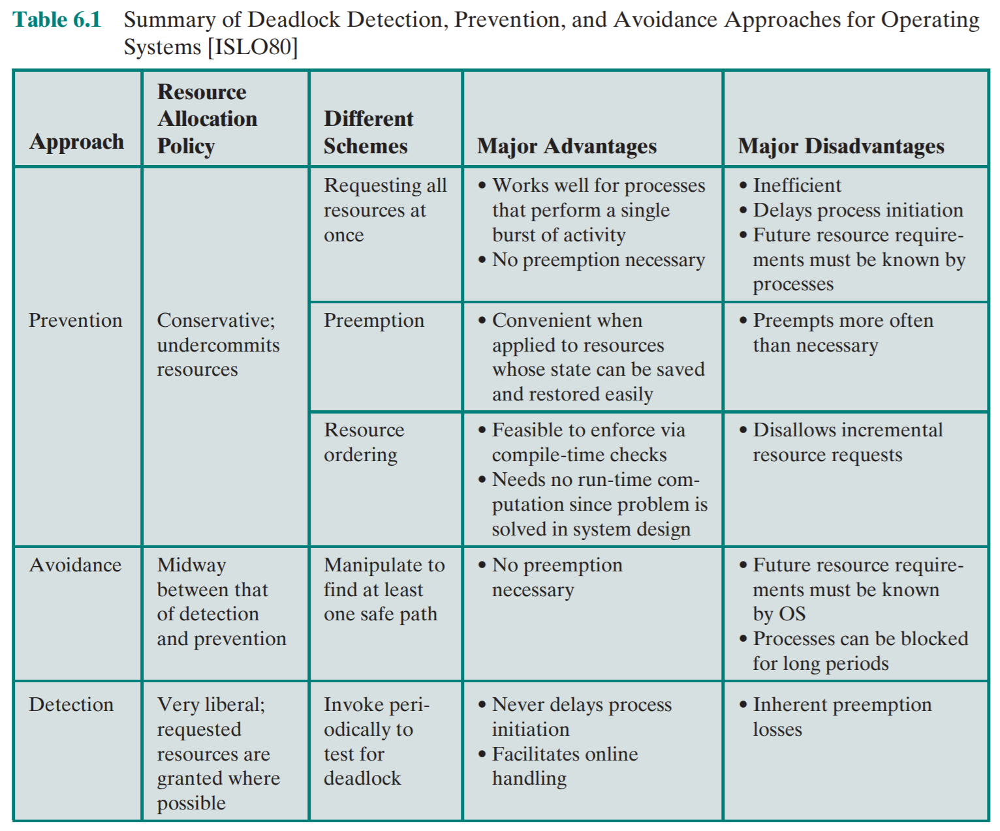 Table 6.1 Summary of Deadlock Detection, Prevention, and Avoidance Approaches for Operating
Systems [ISLO80]
Approach
Resource
Allocation
Policy
Different
Schemes
Major Advantages
Major Disadvantages
Prevention
Conservative;
undercommits
resources
Requesting all
resources at
once
• Works well for processes
that perform a single
burst of activity
• No preemption necessary
• Inefficient
• Delays process initiation
• Future resource require-
ments must be known by
processes
Preemption
• Convenient when
applied to resources
whose state can be saved
and restored easily
• Preempts more often
than necessary
Resource
ordering
• Feasible to enforce via
compile-time checks
• Needs no run-time com-
putation since problem is
solved in system design
• Disallows incremental
resource requests
Avoidance
Midway
between that
of detection
and prevention
Manipulate to
find at least
one safe path
• No preemption
necessary
• Future resource require-
ments must be known
by OS
• Processes can be blocked
for long periods
Detection
Very liberal;
requested
resources are
granted where
possible
Invoke peri-
odically to
test for
deadlock
• Never delays process
initiation
• Facilitates online
handling
• Inherent preemption
losses